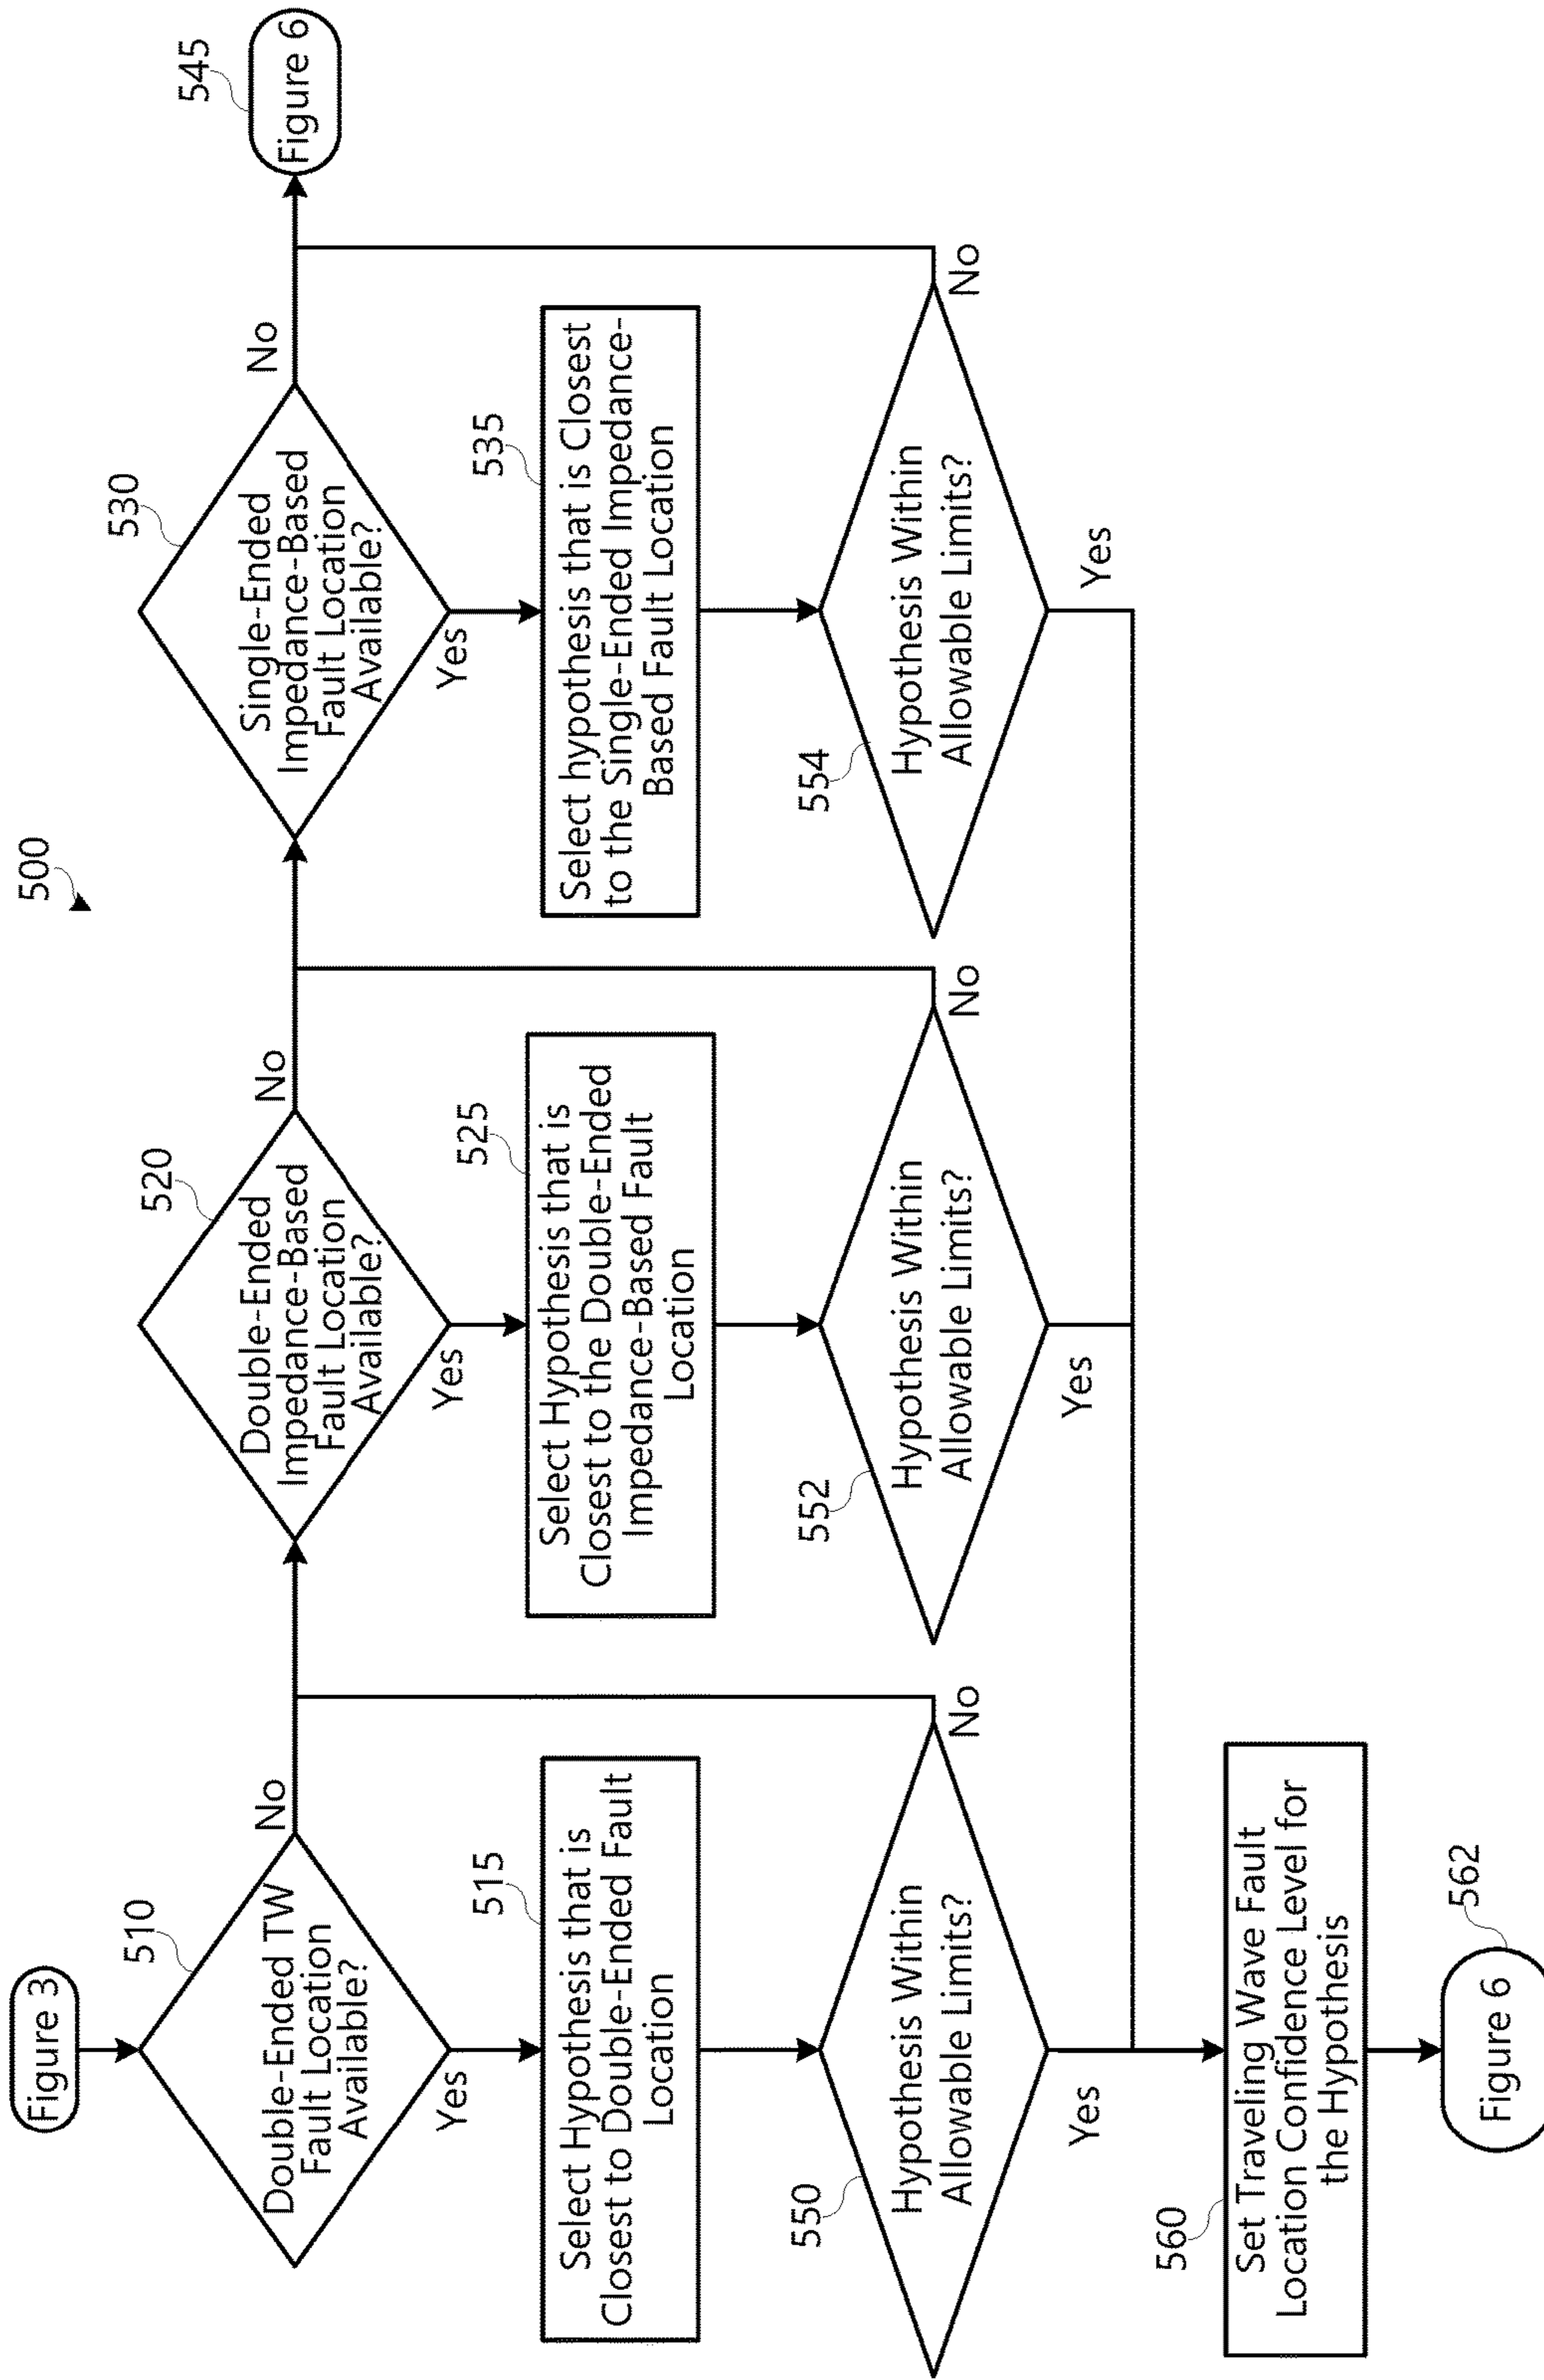 500
Figure 3
510
Double-Ended TW
Fault Location
Available?
No
Yes
515
Select Hypothesis that is
Closest to Double-Ended Fault
Location
550
Hypothesis Within
Allowable Limits?
No
Yes
520
Double-Ended
Impedance-Based
Fault Location
Available?
No
Yes
525
Select Hypothesis that is
Closest to the Double-Ended
Impedance-Based Fault
Location
552
Hypothesis Within
Allowable Limits?
No
Yes
530
Single-Ended
Impedance-Based
Fault Location
Available?
No
Yes
535
Select hypothesis that is Closest
to the Single-Ended Impedance-
Based Fault Location
554
Hypothesis Within
Allowable Limits?
No
Yes
545
Figure 6
560
Set Traveling Wave Fault
Location Confidence Level for
the Hypothesis
562
Figure 6